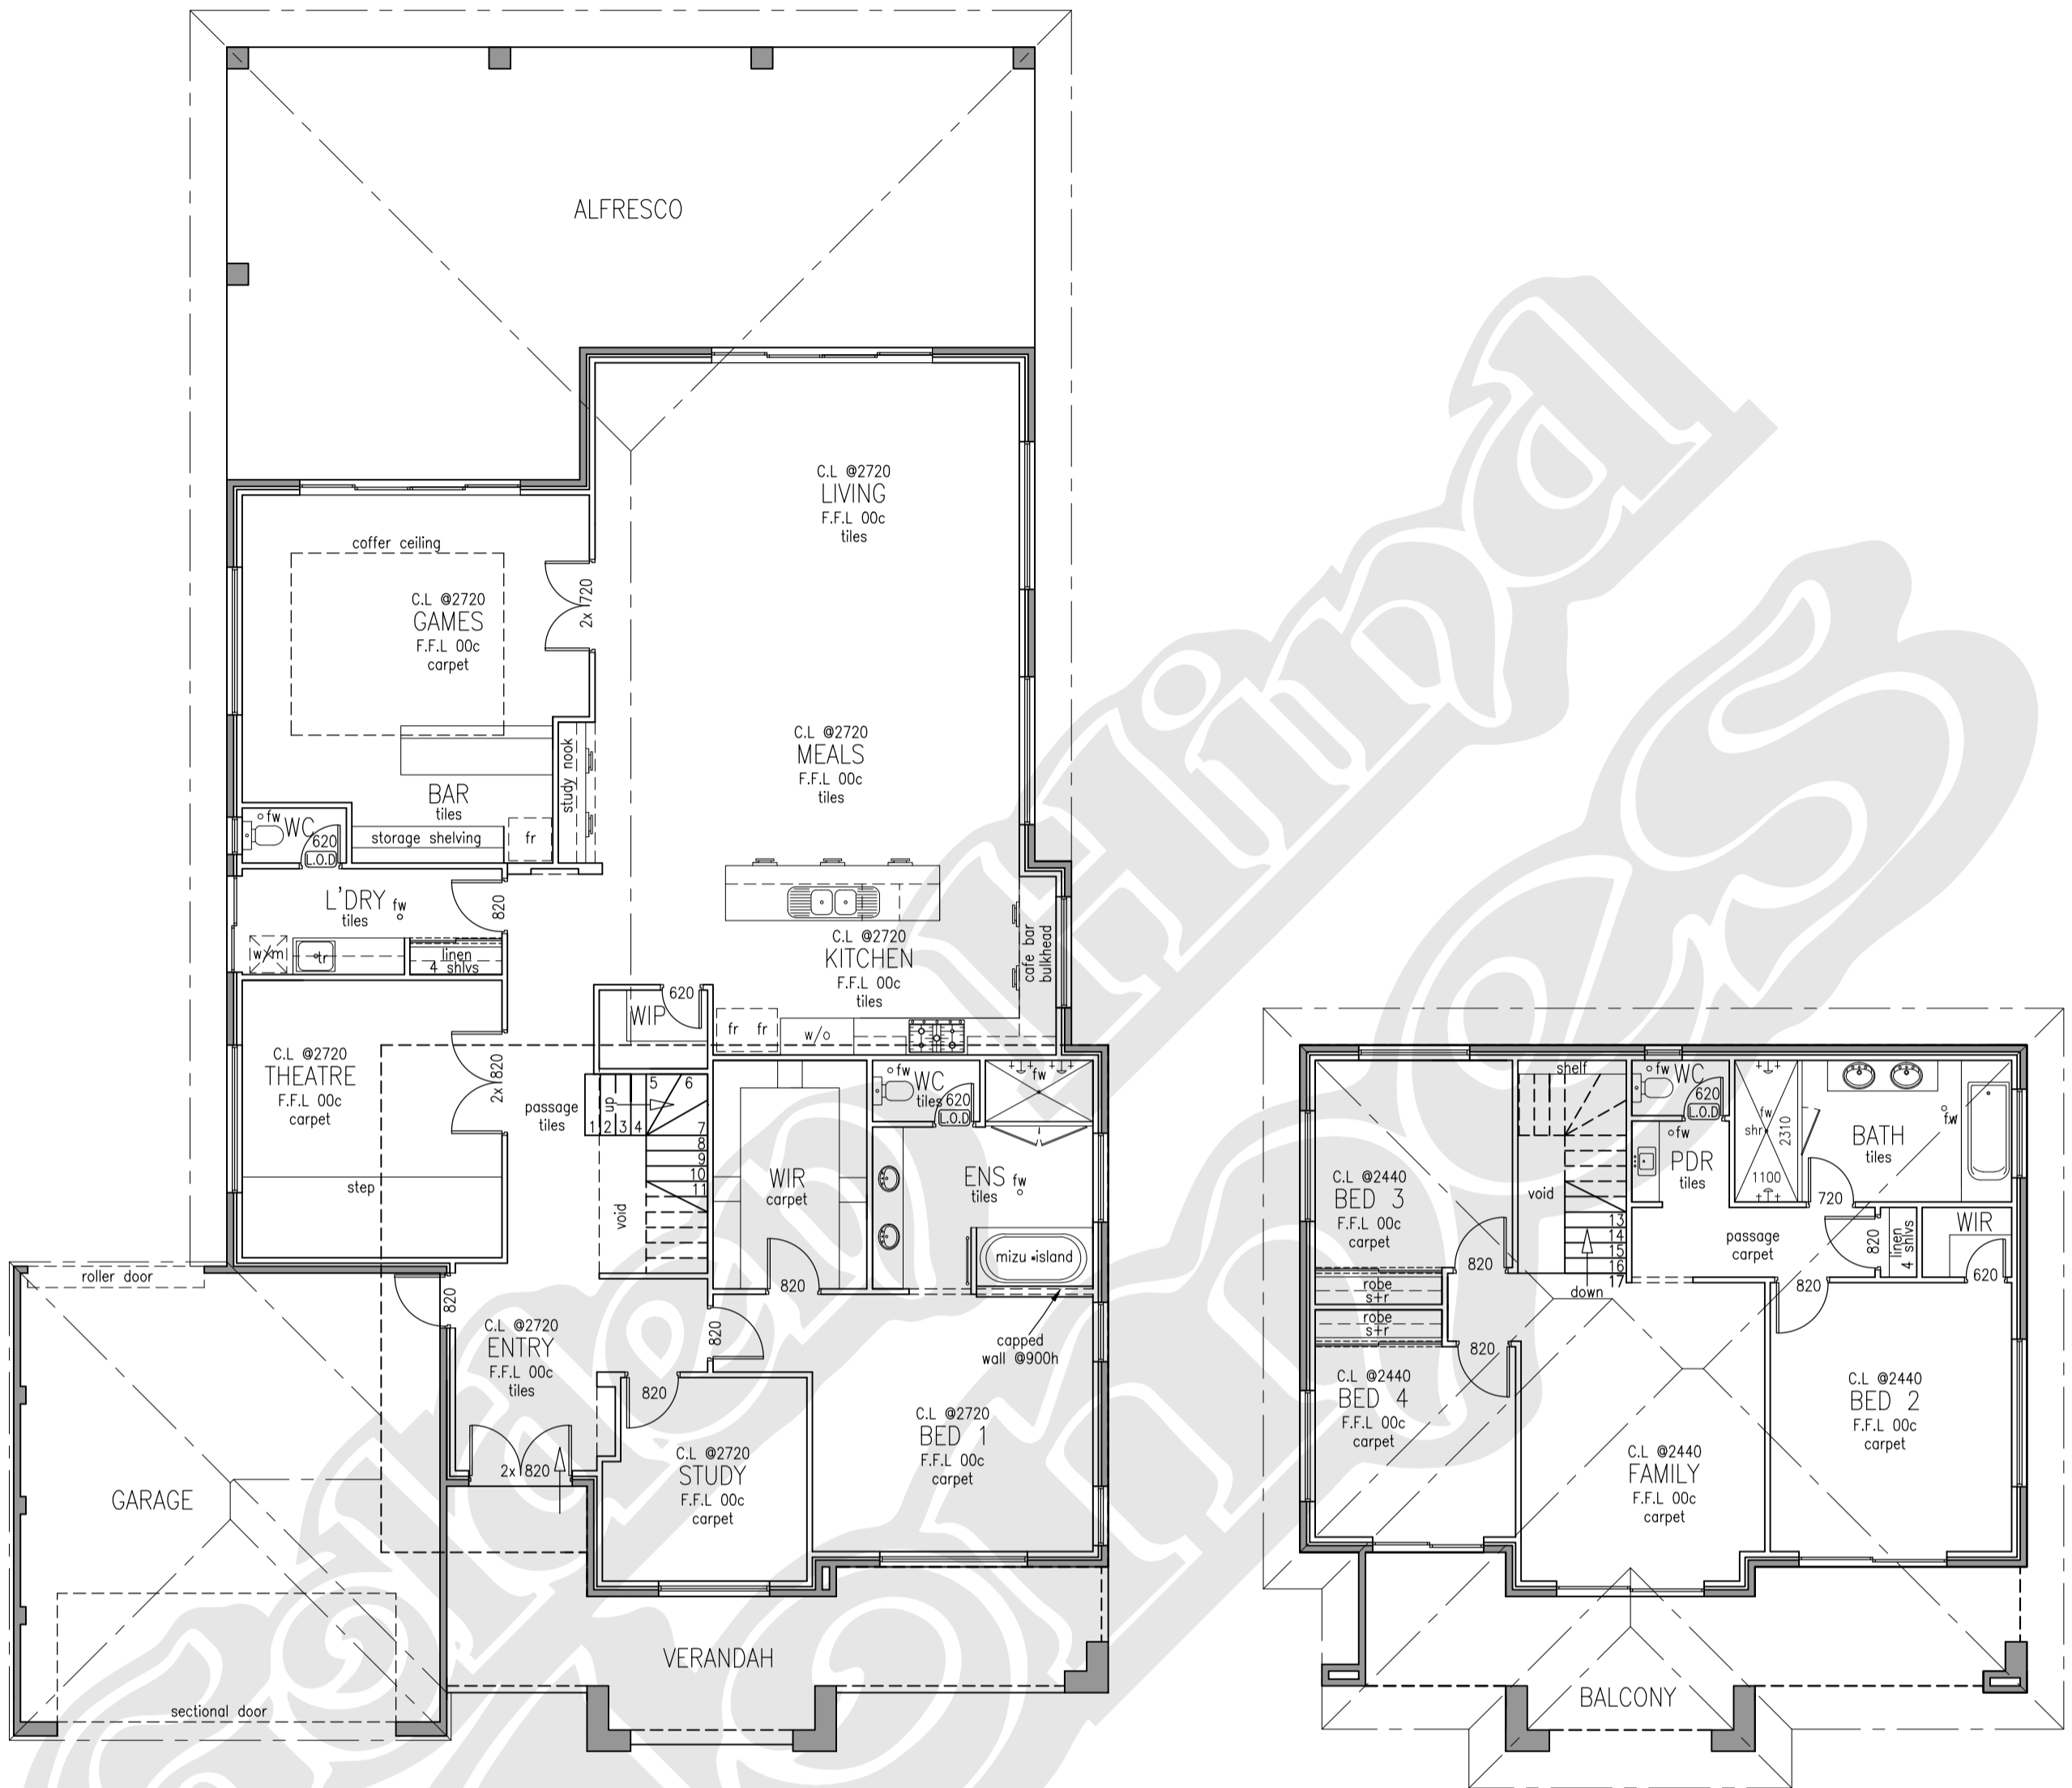 ALFRESCO
C.L @2720
LIVING
F.F.L 00c
tiles
coffer ceiling
C.L @2720
GAMES
F.F.L 00c
carpet
2x 720
C.L @2720
MEALS
F.F.L 00c
tiles
study nook
BAR
tiles
storage shelving
fr
fw
WC
620
L.O.D
L'DRY
tiles
fw
820
w/m
tr
linen
4 shlvs
C.L @2720
KITCHEN
F.F.L 00c
tiles
cafe bar
bulkhead
WIP
620
fr fr
w/o
C.L @2720
THEATRE
F.F.L 00c
carpet
2x 820
step
passage
tiles
up
1 2 3 4
5 6
7
8
9
10
11
void
WIR
carpet
820
fw
WC
tiles
620
L.O.D
fw
ENS
tiles
fw
mizu island
capped
wall @900h
roller door
820
C.L @2720
ENTRY
F.F.L 00c
tiles
2x 820
820
820
C.L @2720
STUDY
F.F.L 00c
carpet
C.L @2720
BED 1
F.F.L 00c
carpet
GARAGE
sectional door
VERANDAH
shelf
void
13
14
15
16
17
down
fw
WC
620
L.O.D
fw
PDR
tiles
fw
shr
2310
1100
BATH
tiles
fw
720
C.L @2440
BED 3
F.F.L 00c
carpet
820
robe
s+r
robe
s+r
820
passage
carpet
820
linen
4 shlvs
WIR
620
820
C.L @2440
BED 4
F.F.L 00c
carpet
C.L @2440
FAMILY
F.F.L 00c
carpet
C.L @2440
BED 2
F.F.L 00c
carpet
BALCONY
Golden Hind
Homes